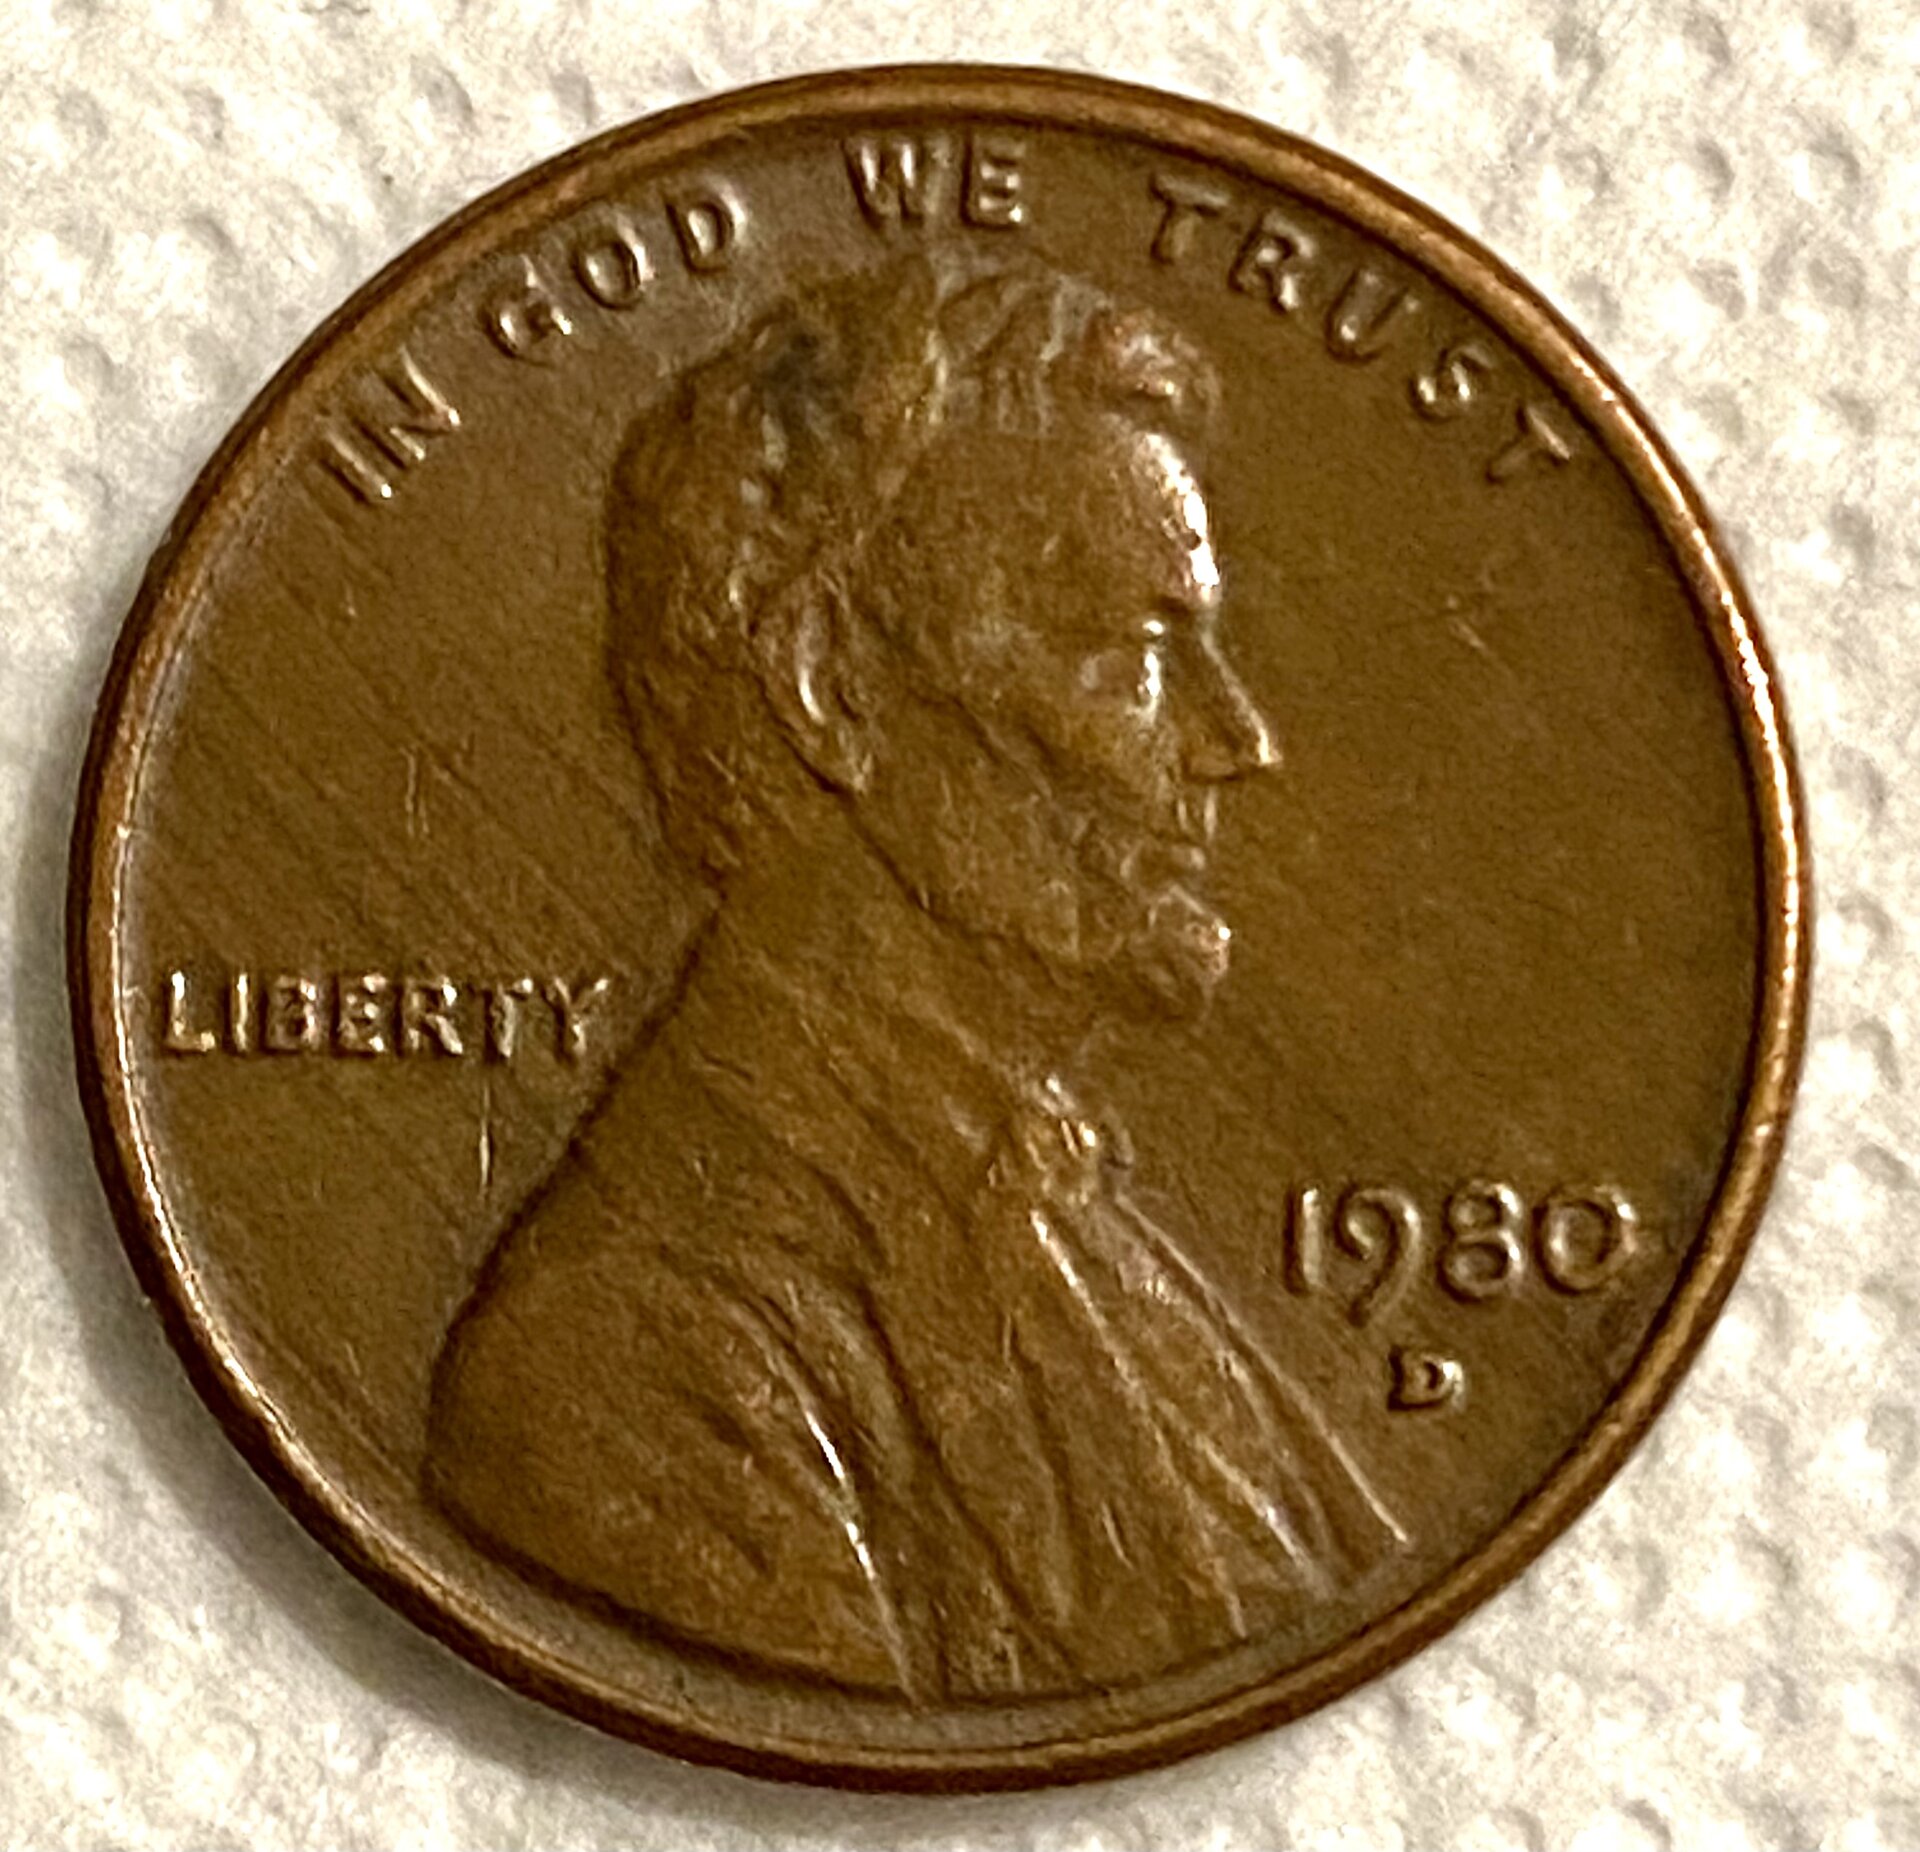 IN GOD WE TRUST
LIBERTY
1980
D